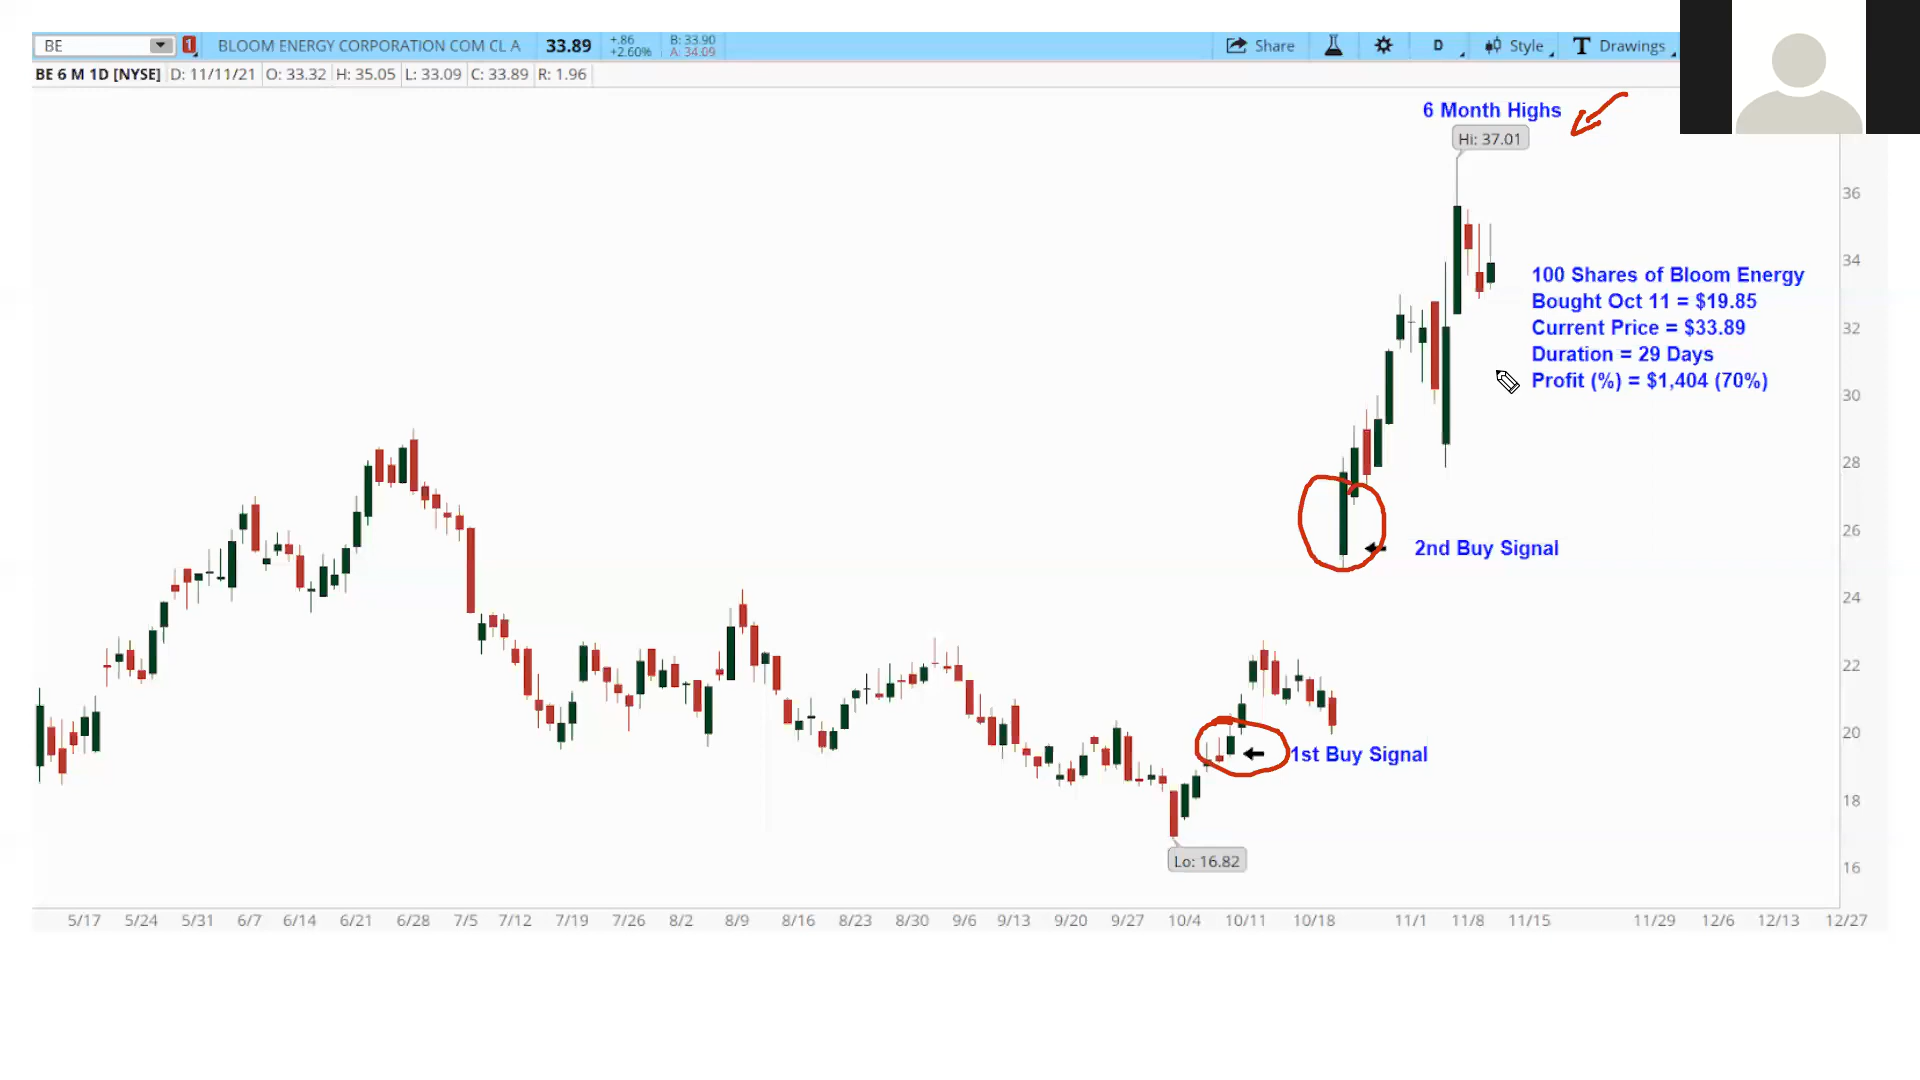 BE 1 BLOOM ENERGY CORPORATION COM CL A 33.89 +.86 +2.60% B: 33.90 A: 34.09 Share D Style Drawings
BE 6 M 1D [NYSE] D: 11/11/21 O: 33.32 H: 35.05 L: 33.09 C: 33.89 R: 1.96
6 Month Highs
Hi: 37.01
36
34
100 Shares of Bloom Energy
Bought Oct 11 = $19.85
Current Price = $33.89
Duration = 29 Days
Profit (%) = $1,404 (70%)
32
30
28
26
2nd Buy Signal
24
22
20
1st Buy Signal
18
Lo: 16.82
16
5/17 5/24 5/31 6/7 6/14 6/21 6/28 7/5 7/12 7/19 7/26 8/2 8/9 8/16 8/23 8/30 9/6 9/13 9/20 9/27 10/4 10/11 10/18 11/1 11/8 11/15 11/29 12/6 12/13 12/27